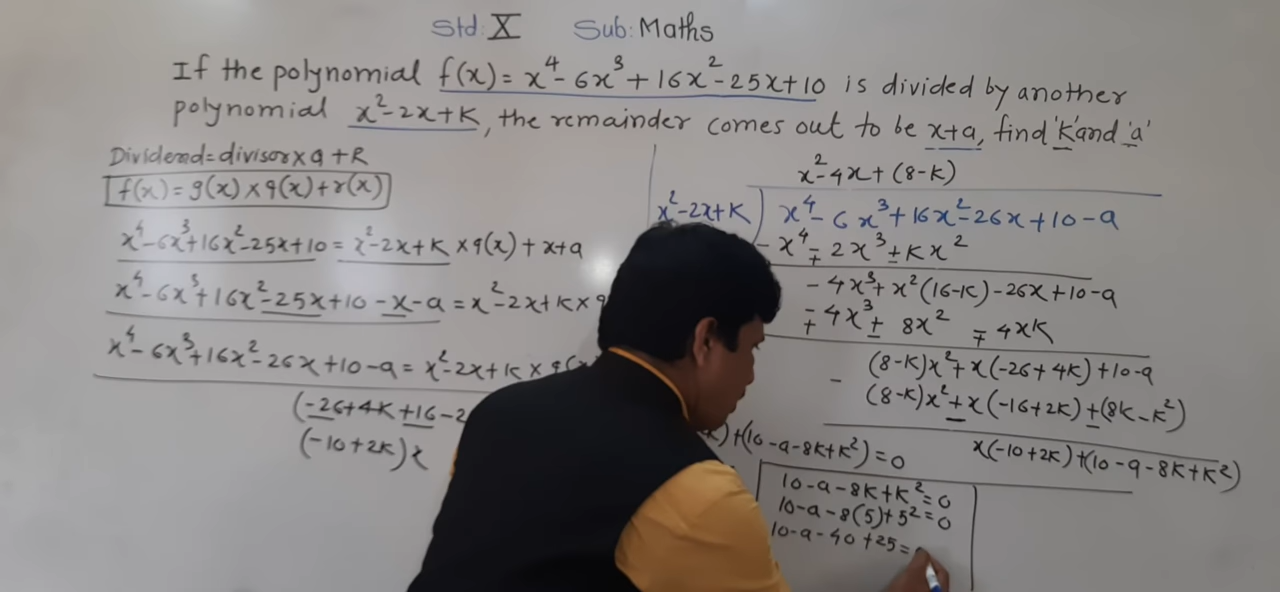 Std: X Sub: Maths
If the polynomial f(x) = x⁴ - 6x³ + 16x² - 25x + 10 is divided by another
polynomial x² - 2x + K, the remainder comes out to be x + a, find 'K' and 'a'
Dividend = divisor × q + R
f(x) = g(x) × q(x) + r(x)
x⁴ - 6x³ + 16x² - 25x + 10 = x² - 2x + K × q(x) + x + a
x⁴ - 6x³ + 16x² - 25x + 10 - x - a = x² - 2x + K × q
x⁴ - 6x³ + 16x² - 26x + 10 - a = x² - 2x + K × q(x
(-26 + 4K + 16 - 2
(-10 + 2K) x
x² - 4x + (8 - K)
x² - 2x + K ) x⁴ - 6x³ + 16x² - 26x + 10 - a
- x⁴ ∓ 2x³ ± Kx²
- 4x³ + x²(16 - K) - 26x + 10 - a
∓ 4x³ ± 8x² ∓ 4xK
(8 - K)x² + x(-26 + 4K) + 10 - a
- (8 - K)x² + x(-16 + 2K) + (8K - K²)
x(-10 + 2K) + (10 - a - 8K + K²)
) + (10 - a - 8K + K²) = 0
10 - a - 8K + K² = 0
10 - a - 8(5) + 5² = 0
10 - a - 40 + 25 =